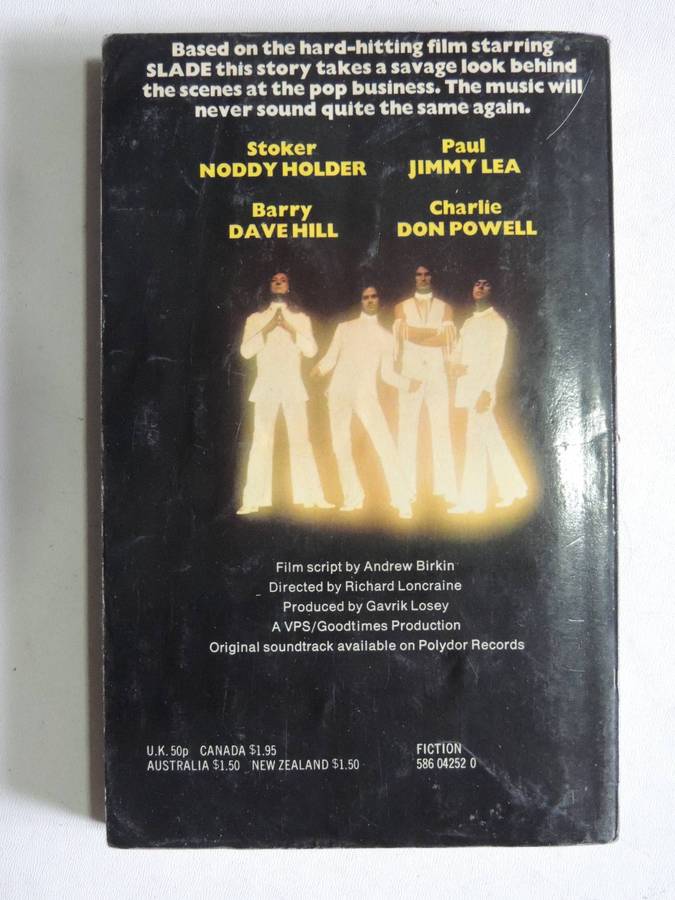 Based on the hard-hitting film starring
SLADE this story takes a savage look behind
the scenes at the pop business. The music will
never sound quite the same again.
Stoker Paul
NODDY HOLDER JIMMY LEA
Barry Charlie
DAVE HILL DON POWELL
Film script by Andrew Birkin
Directed by Richard Loncraine
Produced by Gavrik Losey
A VPS/Goodtimes Production
Original soundtrack available on Polydor Records
U.K. 50p CANADA $1.95 FICTION
AUSTRALIA $1.50 NEW ZEALAND $1.50 586 04252 0